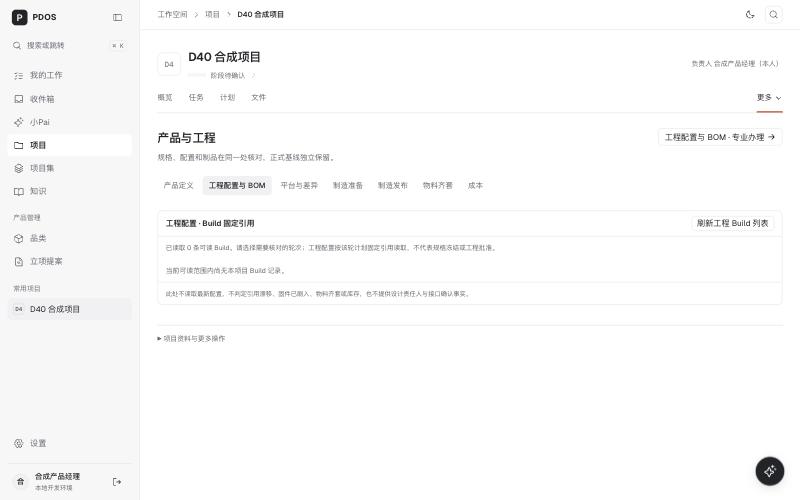 P PDOS
搜索或跳转 ⌘ K
我的工作
收件箱
小Pai
项目
项目集
知识
产品管理
品类
立项提案
常用项目
D4 D40 合成项目
设置
合 合成产品经理
本地开发环境
工作空间 > 项目 > D40 合成项目
D4 D40 合成项目
阶段待确认 /
负责人 合成产品经理（本人）
概览 任务 计划 文件 更多
产品与工程
工程配置与 BOM · 专业办理 →
规格、配置和制品在同一处核对，正式基线独立保留。
产品定义 工程配置与 BOM 平台与差异 制造准备 制造发布 物料齐套 成本
工程配置 · Build 固定引用
刷新工程 Build 列表
已读取 0 条可读 Build。请选择需要核对的轮次；工程配置按该轮计划固定引用读取，不代表规格冻结或工程批准。
当前可读范围内尚无本项目 Build 记录。
此处不读取最新配置，不判定引用漂移、固件已刷入、物料齐套或库存，也不提供设计责任人与接口确认事实。
▶ 项目资料与更多操作